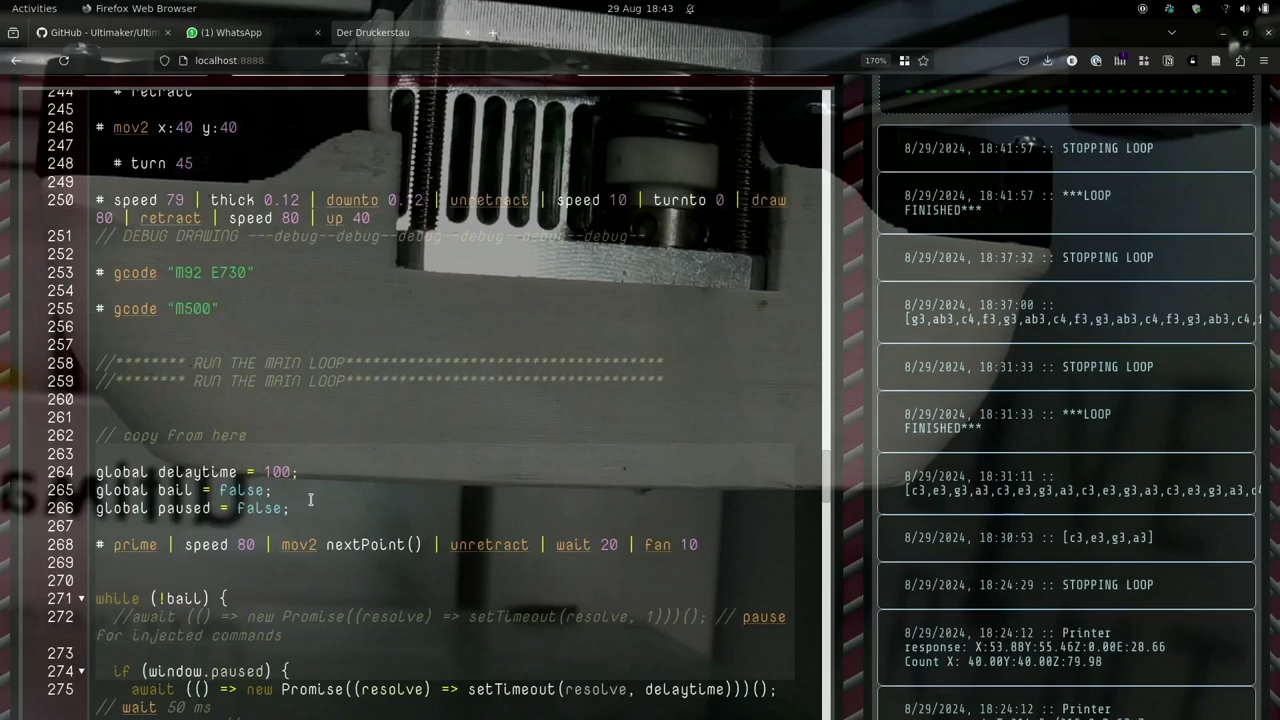 Activities
Firefox Web Browser
29 Aug 18:43
GitHub - Ultimaker/Ultim
(1) WhatsApp
Der Druckerstau
localhost:8888
170%
244 # retract
245
246 # mov2 x:40 y:40
247
248 # turn 45
249
250 # speed 79 | thick 0.12 | downto 0.12 | unretract | speed 10 | turnto 0 | draw
80 | retract | speed 80 | up 40
251 // DEBUG DRAWING ---debug--debug--debug--debug--debug--debug--
252
253 # gcode "M92 E730"
254
255 # gcode "M500"
256
257
258 //******** RUN THE MAIN LOOP***********************************
259 //******** RUN THE MAIN LOOP***********************************
260
261
262 // copy from here
263
264 global delaytime = 100;
265 global bail = false;
266 global paused = false;
267
268 # prime | speed 80 | mov2 nextPoint() | unretract | wait 20 | fan 10
269
270
271 while (!bail) {
272 //await (() => new Promise((resolve) => setTimeout(resolve, 1)))(); // pause
for injected commands
273
274 if (window.paused) {
275 await (() => new Promise((resolve) => setTimeout(resolve, delaytime)))();
// wait 50 ms
8/29/2024, 18:41:57 :: STOPPING LOOP
8/29/2024, 18:41:57 :: ***LOOP
FINISHED***
8/29/2024, 18:37:32 :: STOPPING LOOP
8/29/2024, 18:37:00 ::
[g3,ab3,c4,f3,g3,ab3,c4,f3,g3,ab3,c4,f3,g3,ab3,c4,f
8/29/2024, 18:31:33 :: STOPPING LOOP
8/29/2024, 18:31:33 :: ***LOOP
FINISHED***
8/29/2024, 18:31:11 ::
[c3,e3,g3,a3,c3,e3,g3,a3,c3,e3,g3,a3,c3,e3,g3,a3,c4
8/29/2024, 18:30:53 :: [c3,e3,g3,a3]
8/29/2024, 18:24:29 :: STOPPING LOOP
8/29/2024, 18:24:12 :: Printer
response: X:53.88Y:55.46Z:0.00E:28.66
Count X: 40.00Y:40.00Z:79.98
8/29/2024, 18:24:12 :: Printer